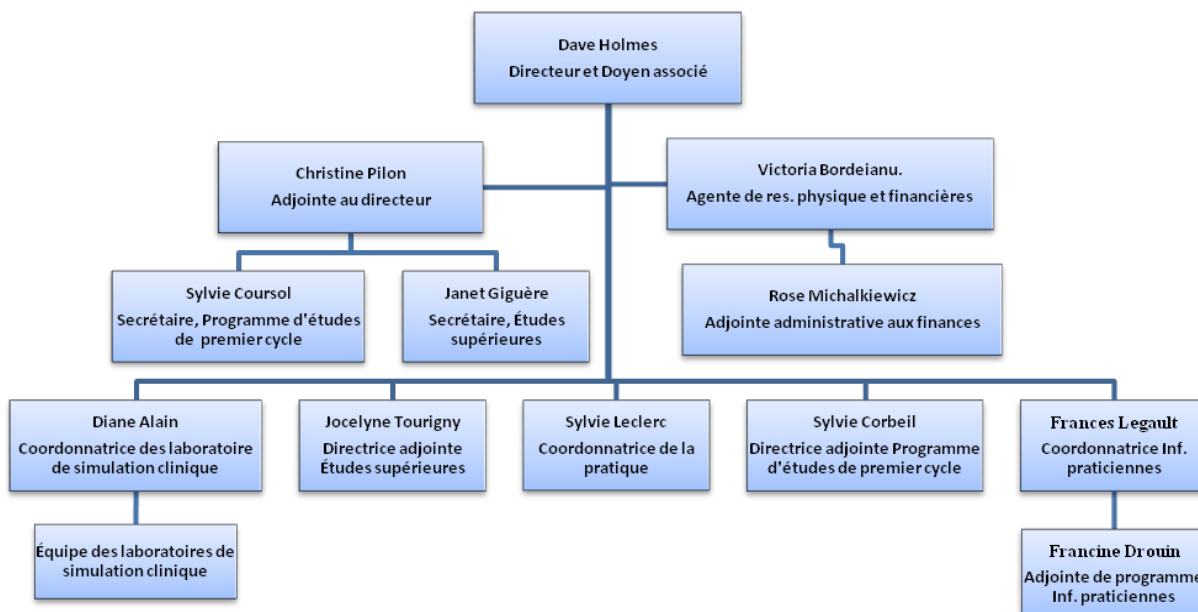 Dave Holmes
Directeur et Doyen associé
Christine Pilon
Adjointe au directeur
Victoria Bordeianu.
Agente de res. physique et financières
Sylvie Coursol
Secrétaire, Programme d'études
de premier cycle
Janet Giguère
Secrétaire, Études
supérieures
Rose Michalkiewicz
Adjointe administrative aux finances
Diane Alain
Coordonnatrice des laboratoire
de simulation clinique
Jocelyne Tourigny
Directrice adjointe
Études supérieures
Sylvie Leclerc
Coordonnatrice de la
pratique
Sylvie Corbeil
Directrice adjointe Programme
d'études de premier cycle
Frances Legault
Coordonnatrice Inf.
praticiennes
Équipe des laboratoires de
simulation clinique
Francine Drouin
Adjointe de programme
Inf. praticiennes